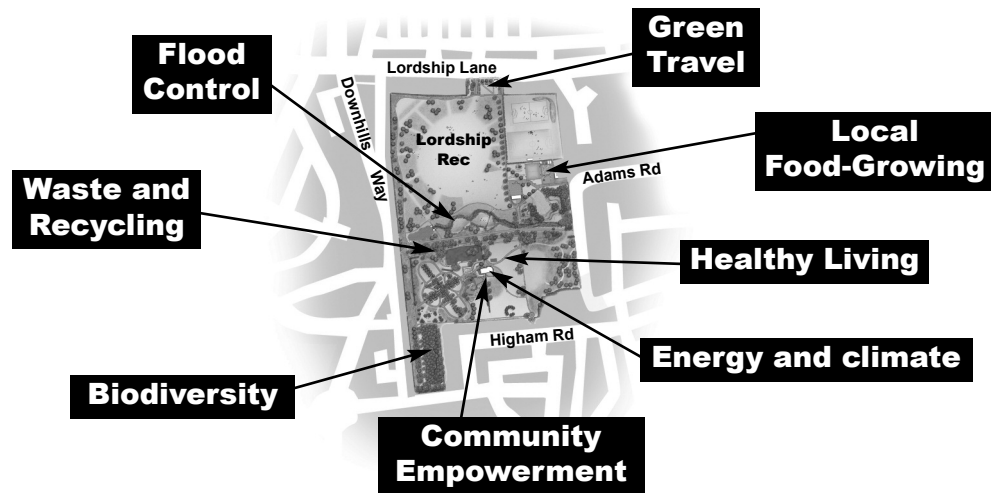 Green
Travel
Flood
Control
Lordship Lane
Downhills
Way
Lordship
Rec
Local
Food-Growing
Adams Rd
Waste and
Recycling
Healthy Living
Higham Rd
Energy and climate
Biodiversity
Community
Empowerment